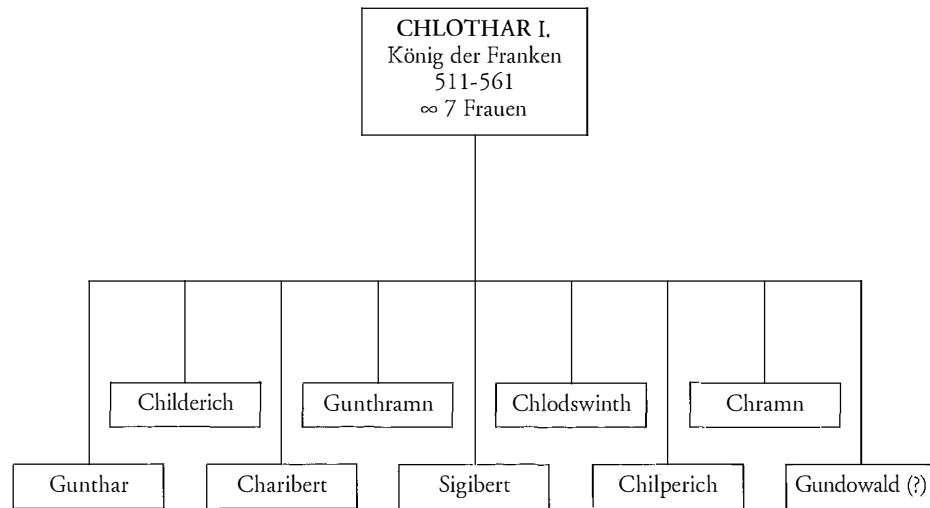 CHLOTHAR I.
König der Franken
511-561
∞ 7 Frauen
Childerich
Gunthramn
Chlodswinth
Chramn
Gunthar
Charibert
Sigibert
Chilperich
Gundowald (?)